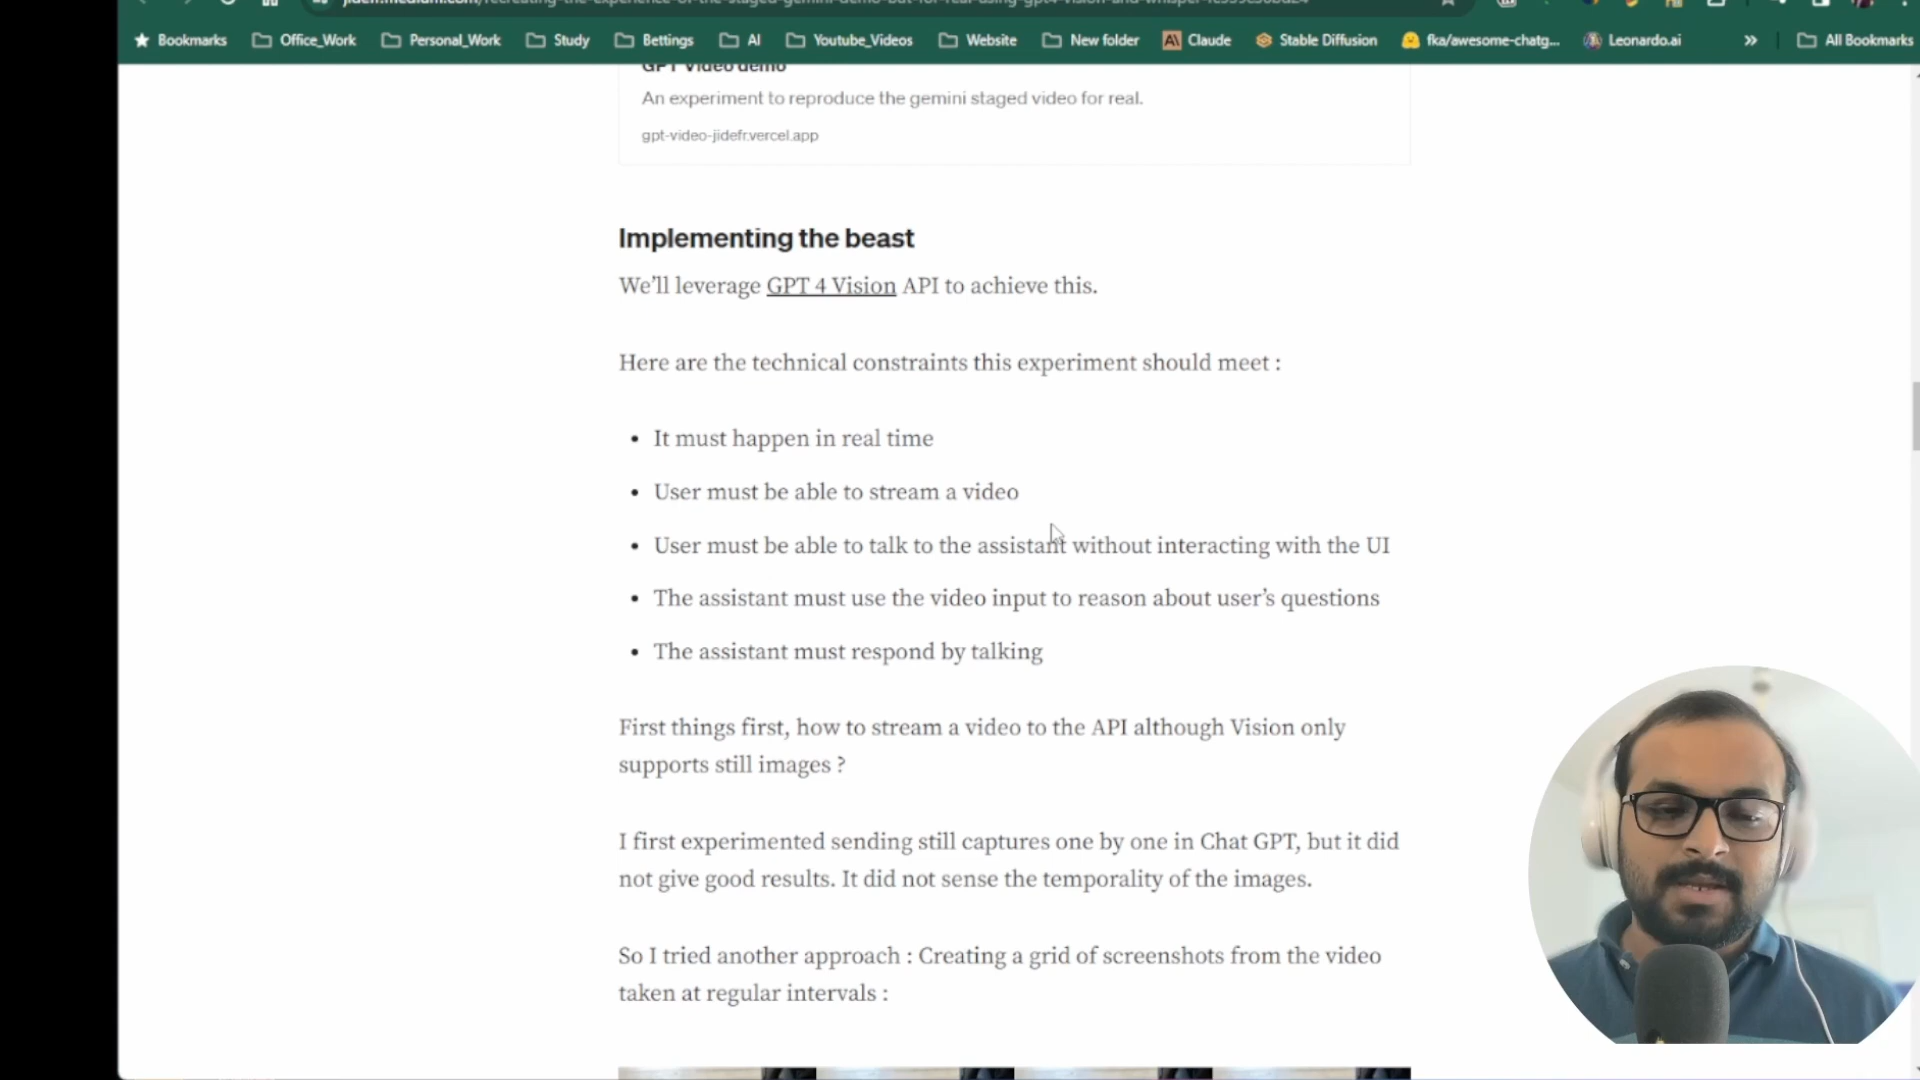 Bookmarks Office_Work Personal_Work Study Bettings AI Youtube_Videos Website New folder Claude Stable Diffusion fka/awesome-chatg... Leonardo.ai » All Bookmarks
GPT Video demo
An experiment to reproduce the gemini staged video for real.
gpt-video-jidefr.vercel.app
Implementing the beast
We'll leverage GPT 4 Vision API to achieve this.
Here are the technical constraints this experiment should meet :
• It must happen in real time
• User must be able to stream a video
• User must be able to talk to the assistant without interacting with the UI
• The assistant must use the video input to reason about user's questions
• The assistant must respond by talking
First things first, how to stream a video to the API although Vision only
supports still images ?
I first experimented sending still captures one by one in Chat GPT, but it did
not give good results. It did not sense the temporality of the images.
So I tried another approach : Creating a grid of screenshots from the video
taken at regular intervals :